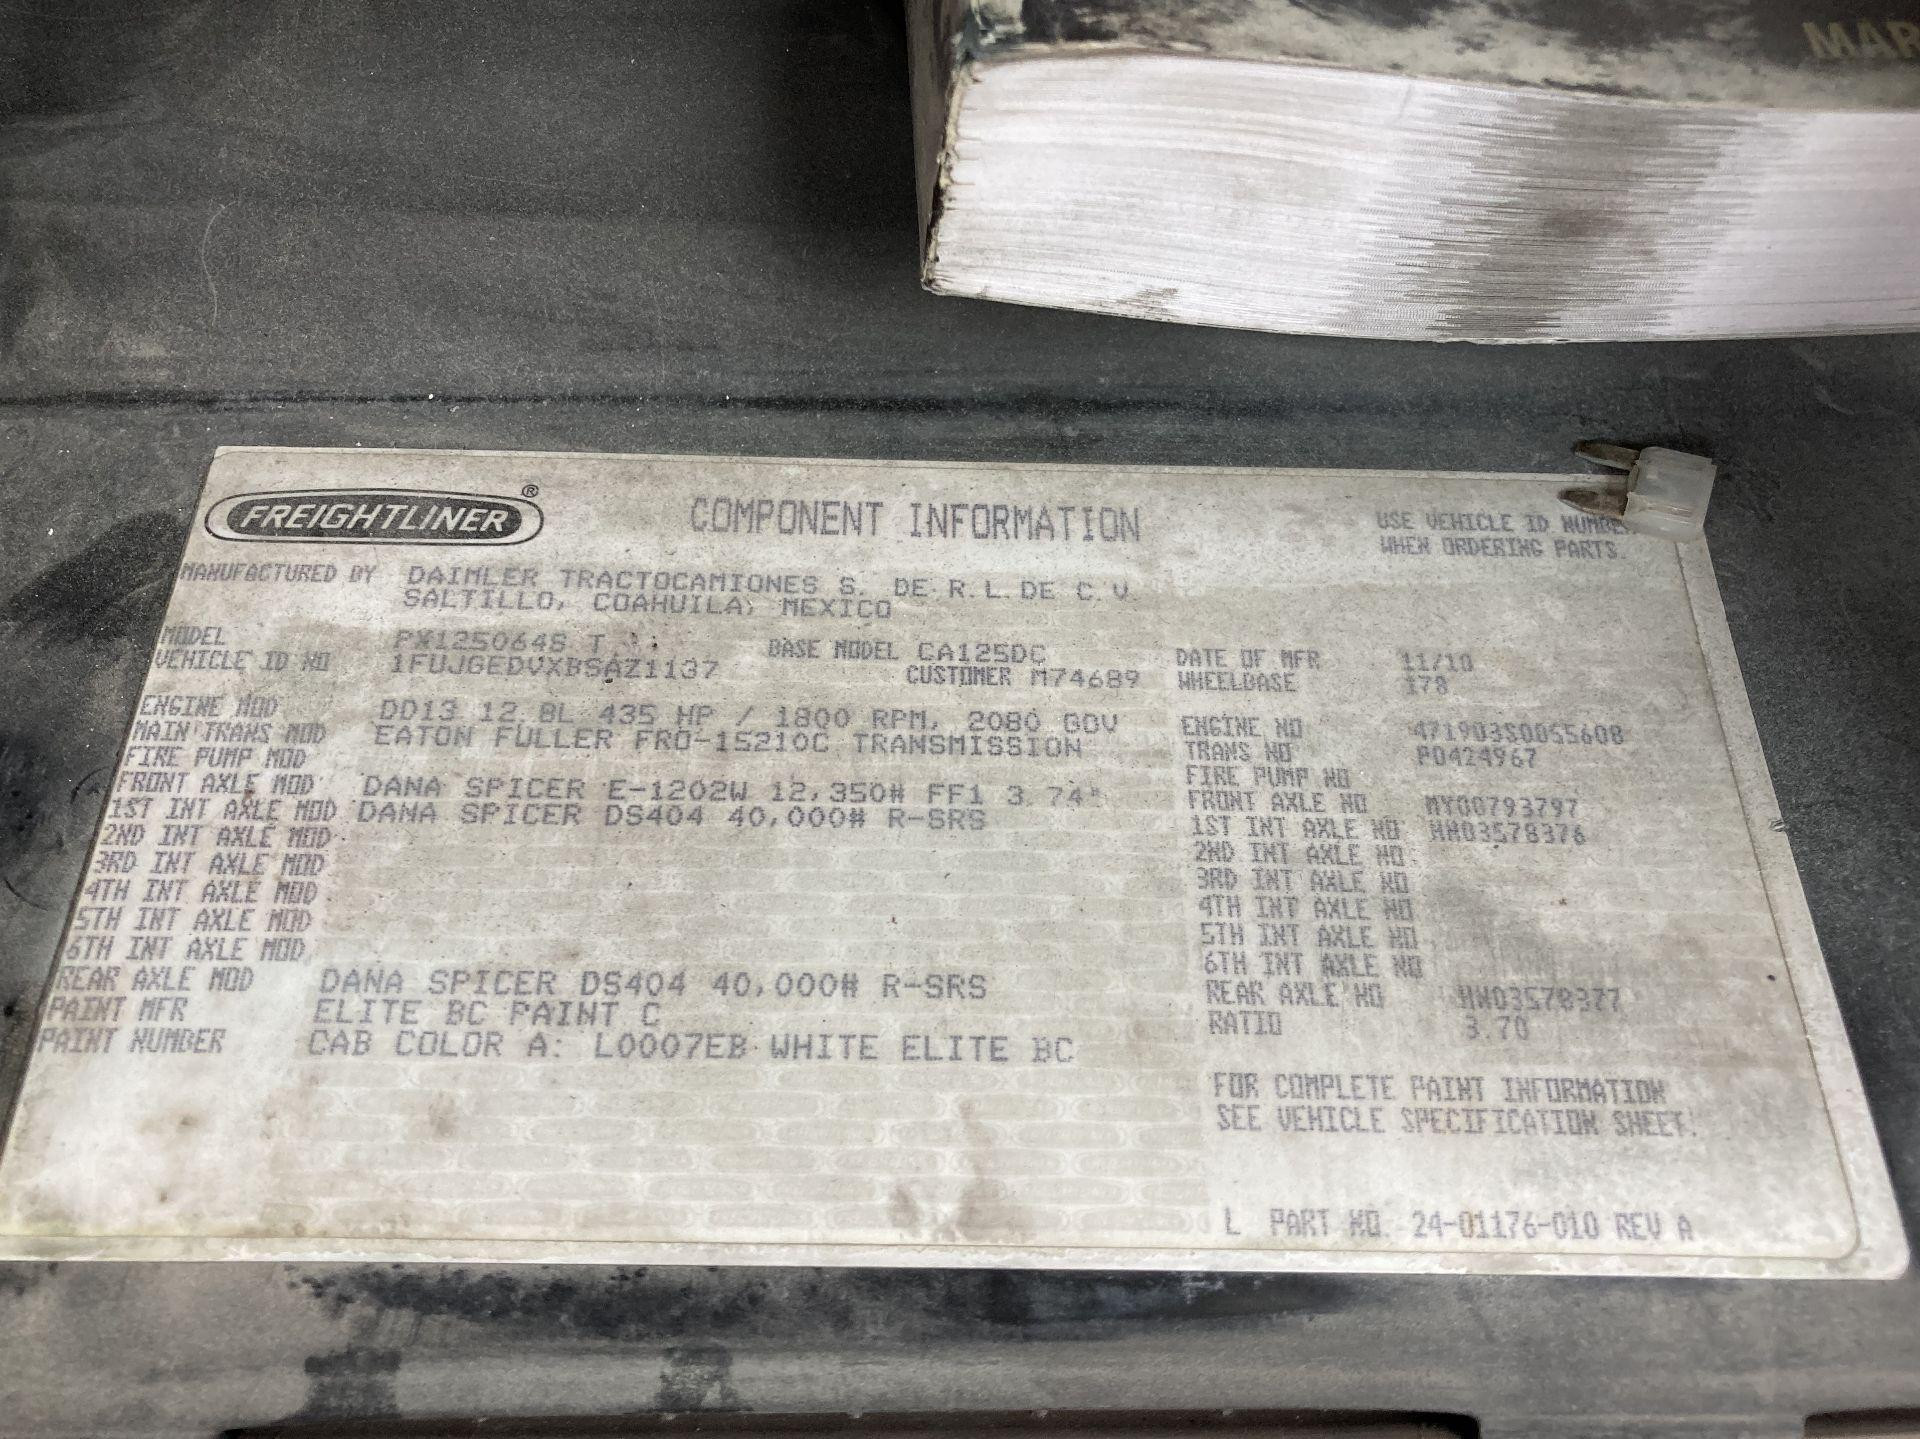 MAR
FREIGHTLINER®
COMPONENT INFORMATION
USE VEHICLE ID NUMBER
WHEN ORDERING PARTS.
MANUFACTURED BY DAIMLER TRACTOCAMIONES S. DE R.L. DE C.V.
SALTILLO, COAHUILA, MEXICO
MODEL PX125064S T BASE MODEL CA125DC DATE OF MFR 11/10
VEHICLE ID NO 1FUJGEDVXBSAZ1137 CUSTOMER M74689 WHEELBASE 178
ENGINE MOD DD13 12.8L 435 HP / 1800 RPM, 2080 GOV ENGINE NO 471903S0055608
MAIN TRANS MOD EATON FULLER FRO-15210C TRANSMISSION TRANS NO P0424967
FIRE PUMP MOD FIRE PUMP NO
FRONT AXLE MOD DANA SPICER E-1202W 12,350# FF1 3.74" FRONT AXLE NO MY00793797
1ST INT AXLE MOD DANA SPICER DS404 40,000# R-SRS 1ST INT AXLE NO HW03578376
2ND INT AXLE MOD 2ND INT AXLE NO
3RD INT AXLE MOD 3RD INT AXLE NO
4TH INT AXLE MOD 4TH INT AXLE NO
5TH INT AXLE MOD 5TH INT AXLE NO
6TH INT AXLE MOD 6TH INT AXLE NO
REAR AXLE MOD DANA SPICER DS404 40,000# R-SRS REAR AXLE NO HW03578377
PAINT MFR ELITE BC PAINT C RATIO 3.70
PAINT NUMBER CAB COLOR A: L0007EB WHITE ELITE BC
FOR COMPLETE PAINT INFORMATION
SEE VEHICLE SPECIFICATION SHEET.
L PART NO. 24-01176-010 REV A